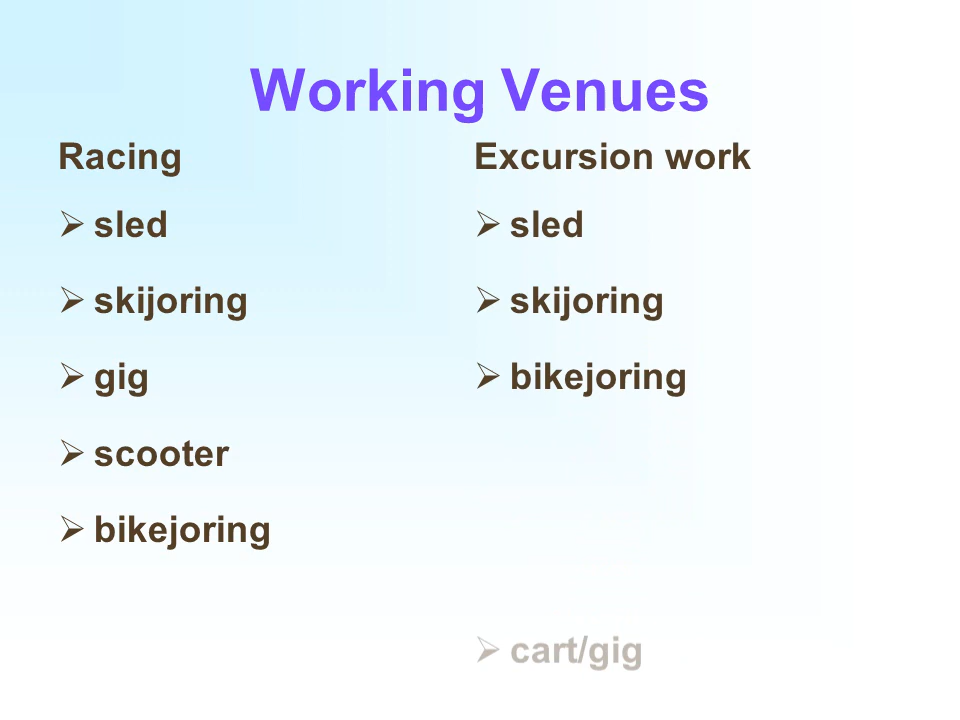 Working Venues
Racing
➢ sled
➢ skijoring
➢ gig
➢ scooter
➢ bikejoring
Excursion work
➢ sled
➢ skijoring
➢ bikejoring
➢ cart/gig